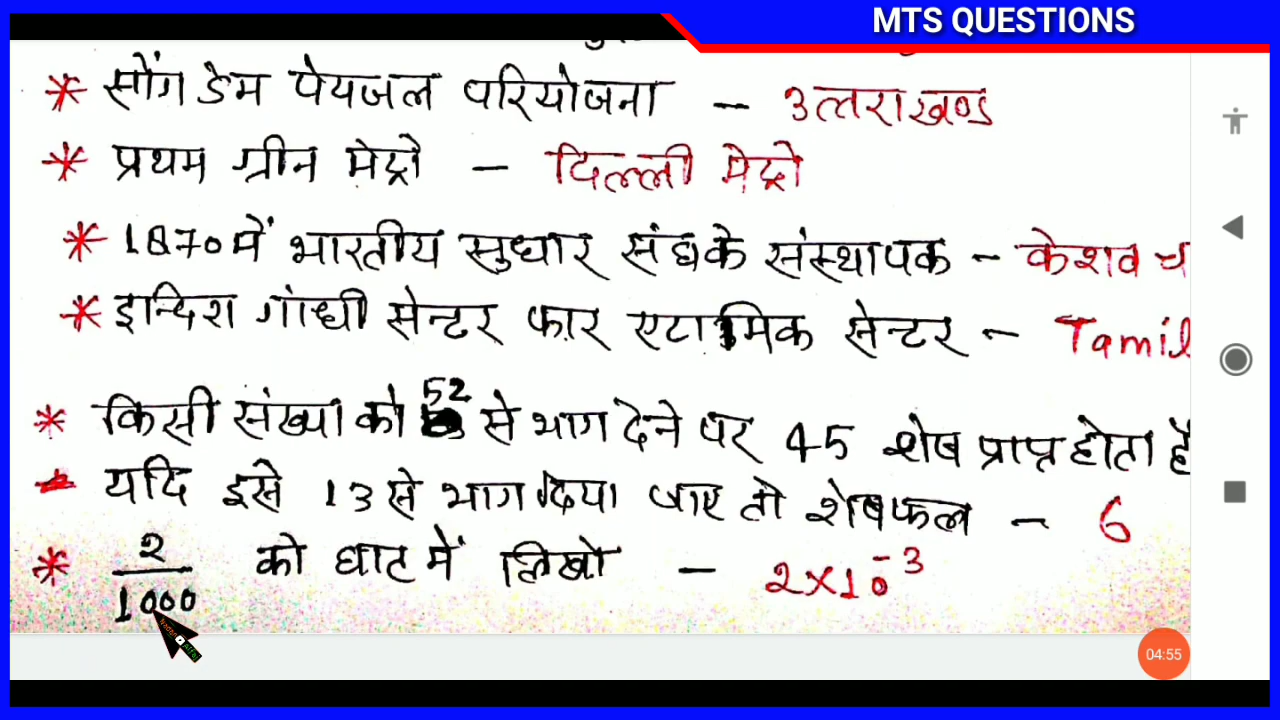 MTS QUESTIONS
* सोंग डेम पेयजल परियोजना - उत्तराखण्ड
* प्रथम ग्रीन मेट्रो - दिल्ली मेट्रो
* 1870 में भारतीय सुधार संघ के संस्थापक - केशव च
* इन्दिरा गांधी सेन्टर फार एटामिक सेन्टर - Tamil
* किसी संख्या को 52 से भाग देने पर 45 शेष प्राप्त होता है
यदि इसे 13 से भाग दिया जाए तो शेषफल - 6
* 2/1000 को घात में लिखो - 2×10⁻³
04:55